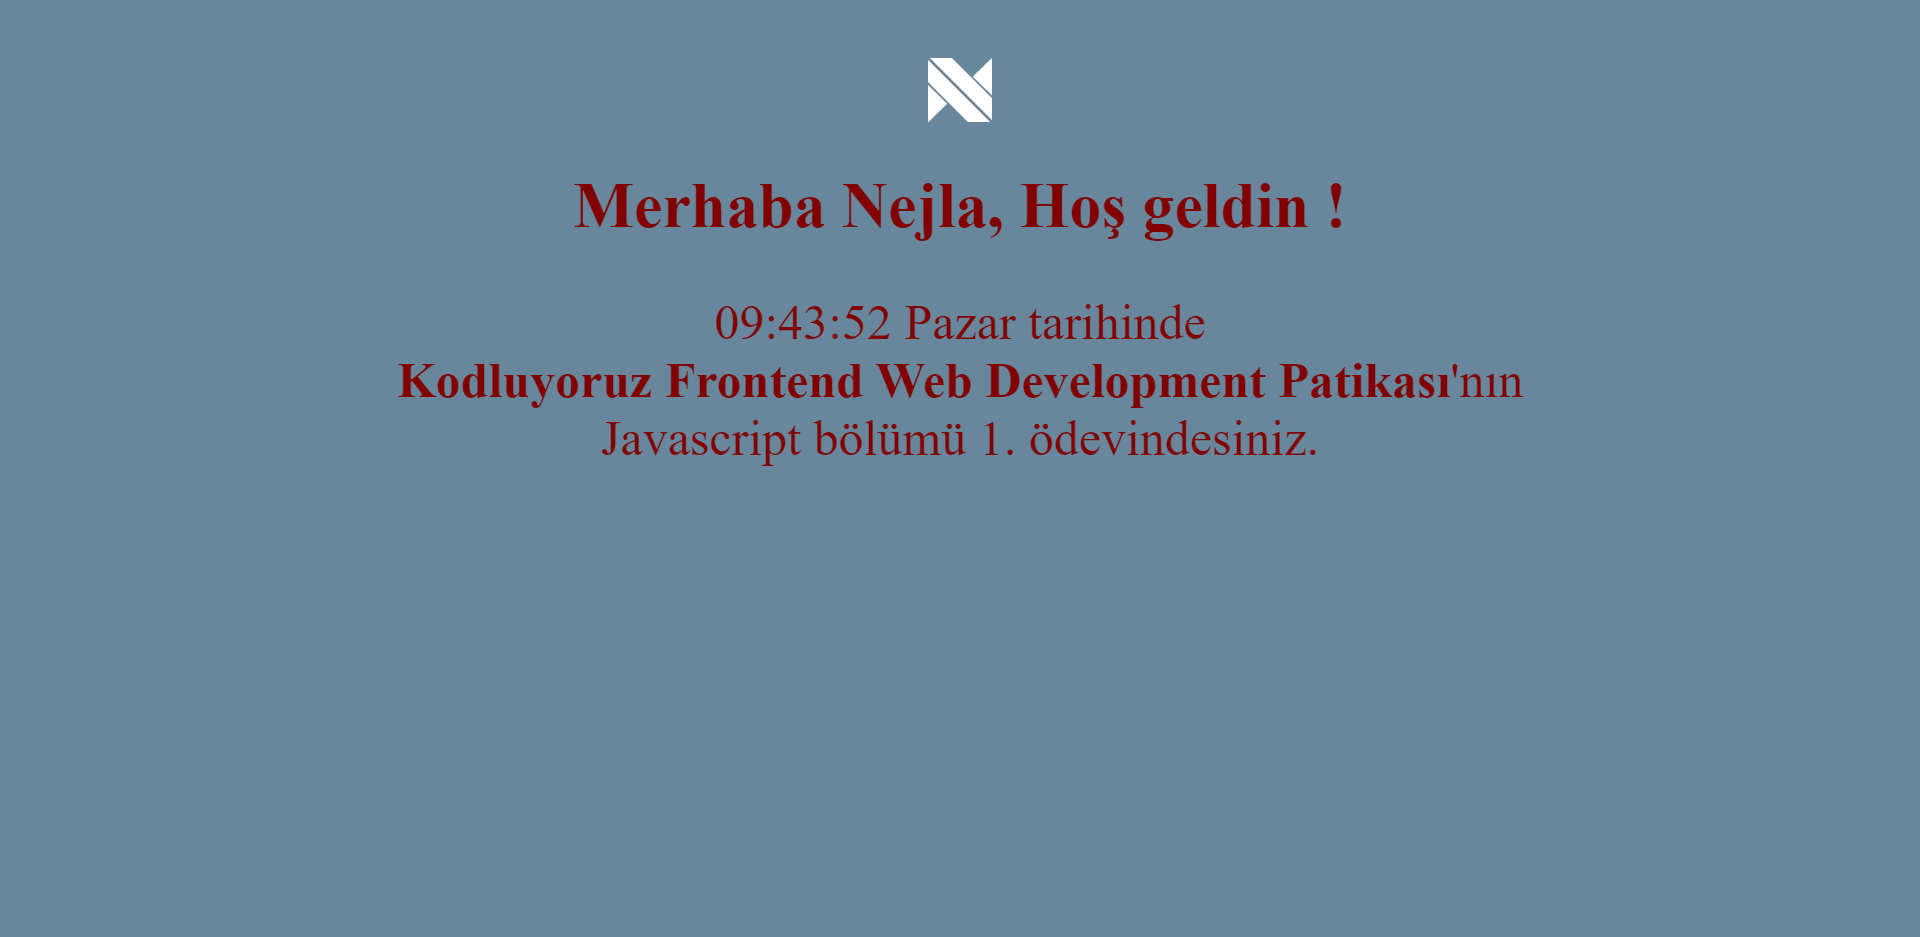 Merhaba Nejla, Hoş geldin !
09:43:52 Pazar tarihinde
Kodluyoruz Frontend Web Development Patikası'nın
Javascript bölümü 1. ödevindesiniz.